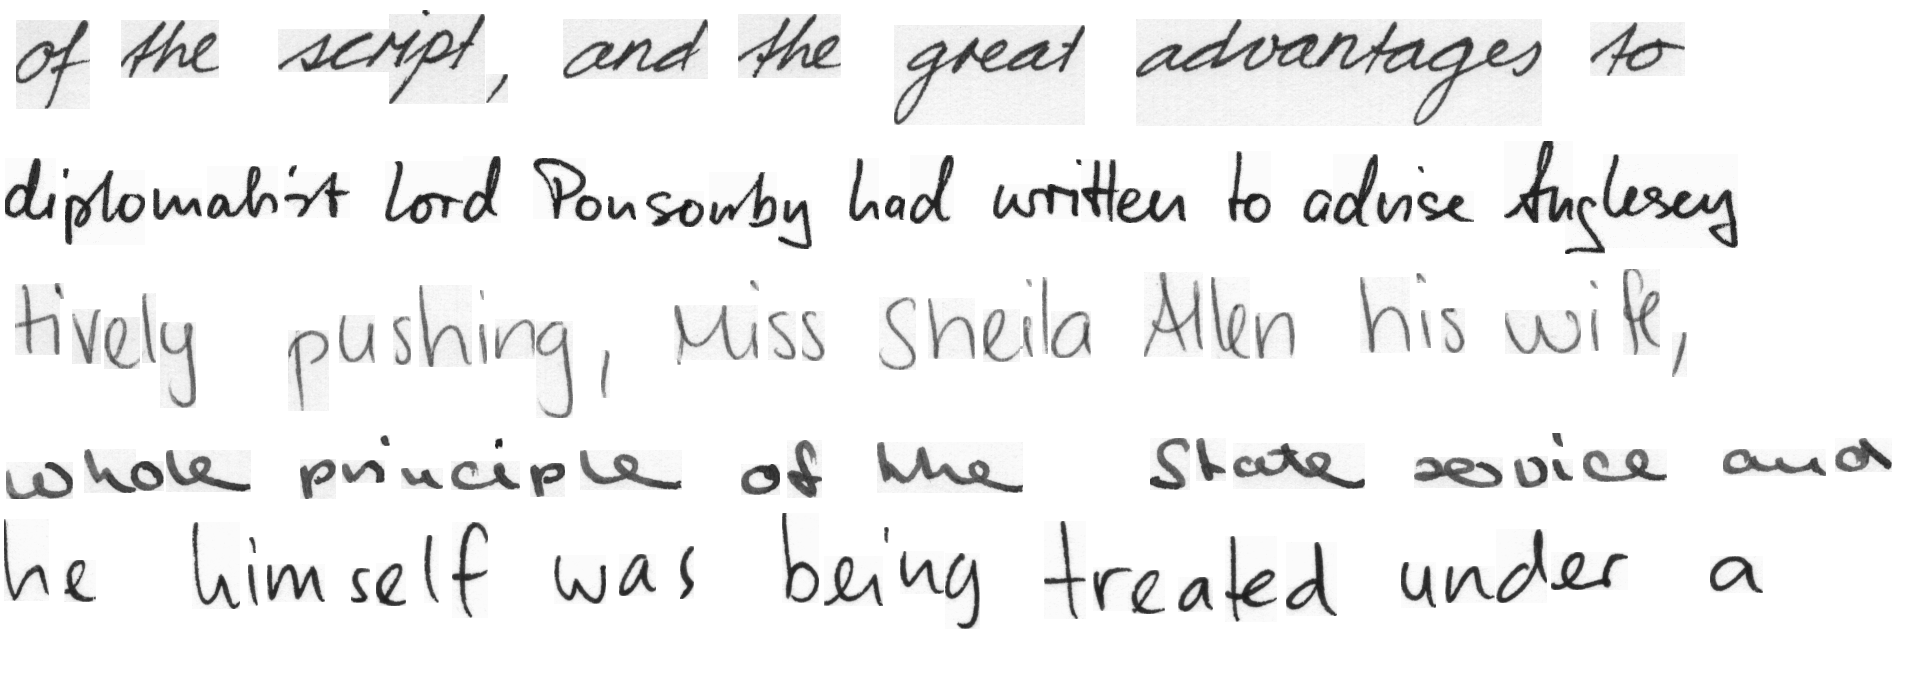 of the script, and the great advantages to
diplomatist Lord Ponsonby had written to advise Anglesey
tively pushing, Miss Sheila Allen his wife,
whole principle of the State service and
he himself was being treated under a